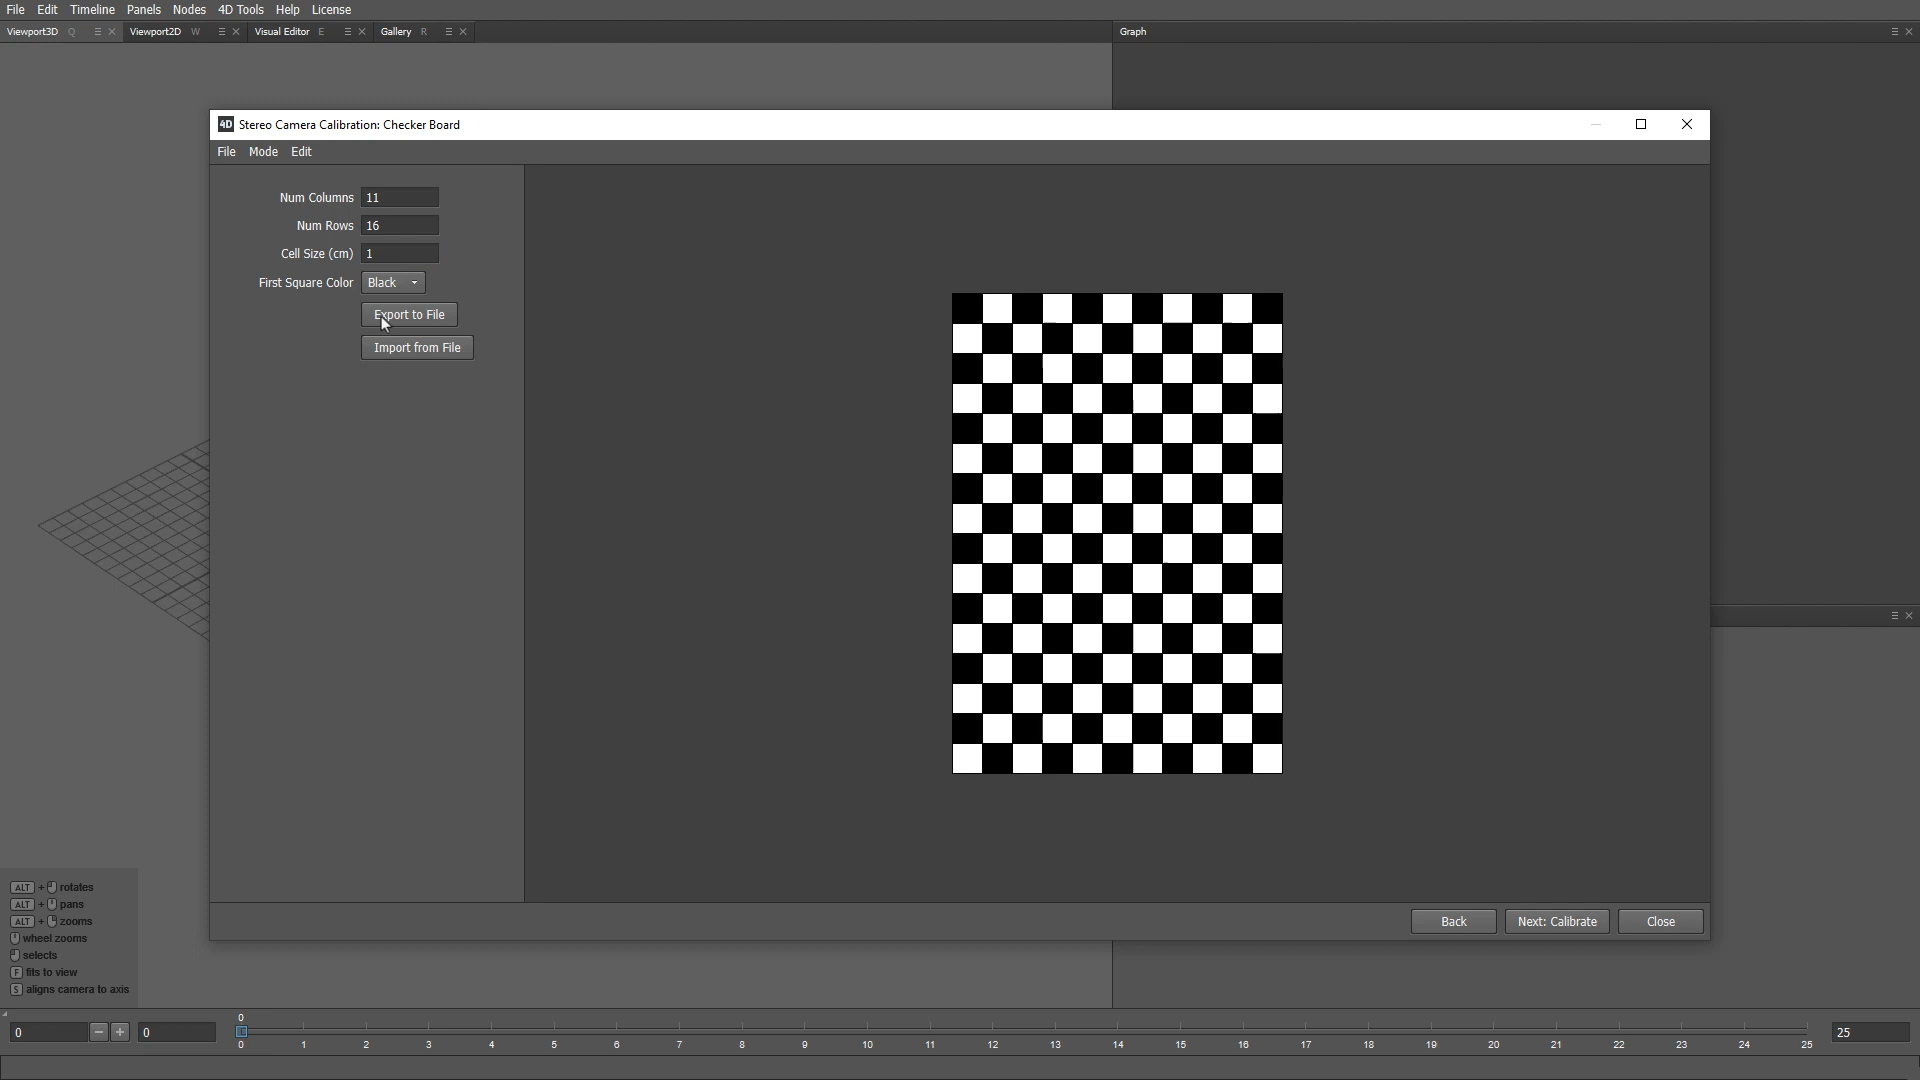 File Edit Timeline Panels Nodes 4D Tools Help License
Viewport3D Q Viewport2D W Visual Editor E Gallery R Graph
4D Stereo Camera Calibration: Checker Board
File Mode Edit
Num Columns 11
Num Rows 16
Cell Size (cm) 1
First Square Color Black
Export to File
Import from File
Back Next: Calibrate Close
ALT + rotates
ALT + pans
ALT + zooms
wheel zooms
selects
F fits to view
S aligns camera to axis
0
0 − + 0 25
0 1 2 3 4 5 6 7 8 9 10 11 12 13 14 15 16 17 18 19 20 21 22 23 24 25